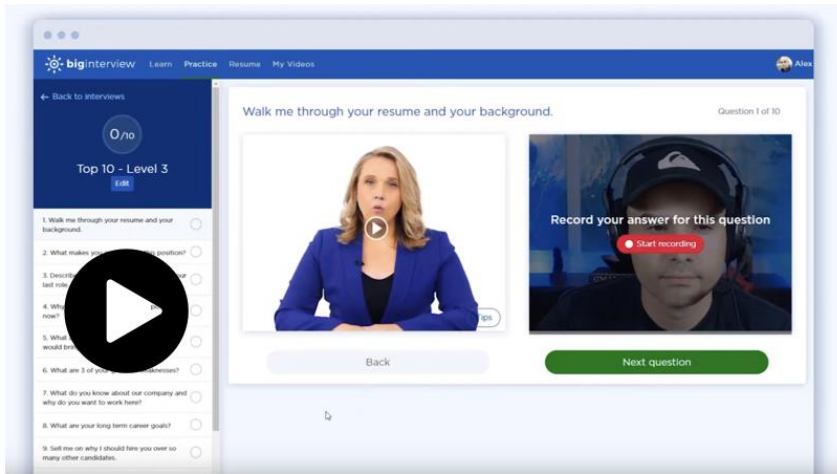 biginterview Learn Practice Resume My Videos Alex
← Back to interviews
0/10
Top 10 - Level 3
Edit
1. Walk me through your resume and your
background.
2. What makes you position?
3. Describ
last role
4. Why
now?
5. What
would
6. What are 3 of your
7. What do you know about our company and
why do you want to work here?
8. What are your long term career goals?
9. Sell me on why I should hire you over so
many other candidates.
Walk me through your resume and your background.
Question 1 of 10
Tips
Record your answer for this question
Start recording
Back
Next question